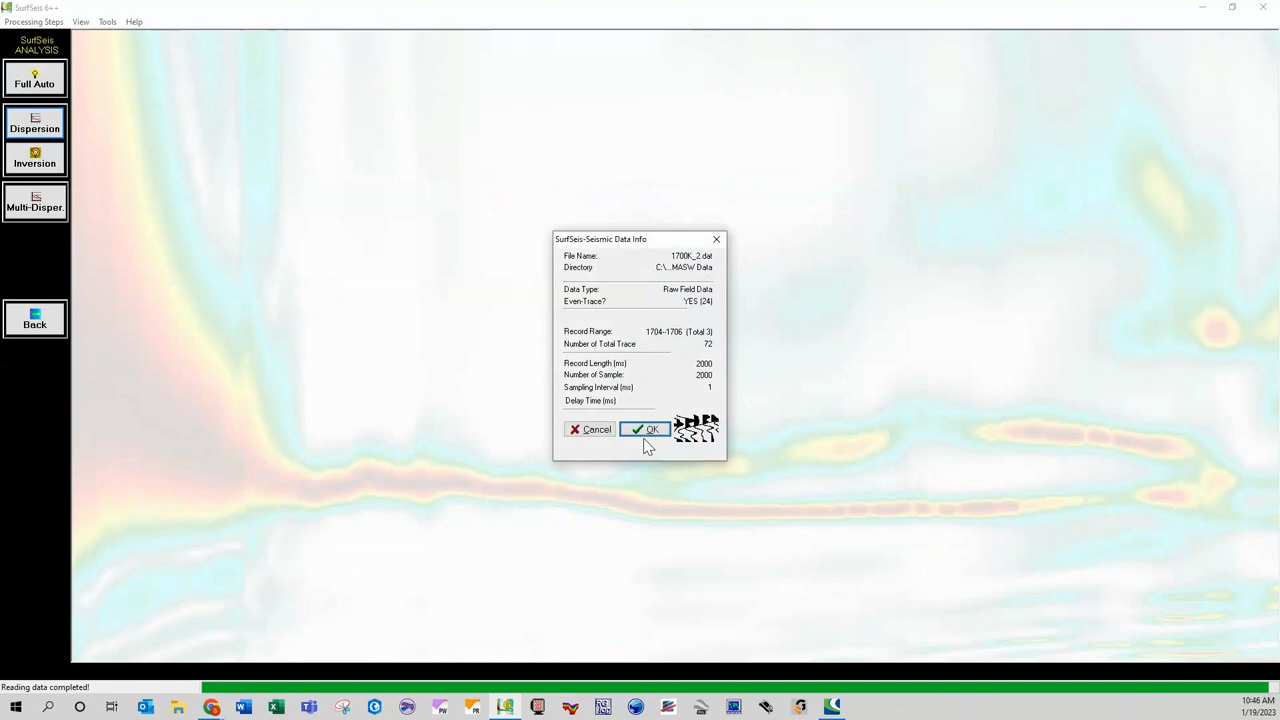 SurfSeis 6++
Processing Steps View Tools Help
SurfSeis
ANALYSIS
Full Auto
Dispersion
Inversion
Multi-Disper.
Back
SurfSeis-Seismic Data Info
File Name: 1700K_2.dat
Directory C:\...MASW Data
Data Type: Raw Field Data
Even-Trace? YES (24)
Record Range: 1704--1706 (Total 3)
Number of Total Trace 72
Record Length (ms) 2000
Number of Sample: 2000
Sampling Interval (ms) 1
Delay Time (ms)
Cancel OK
Reading data completed!
10:46 AM
1/19/2023